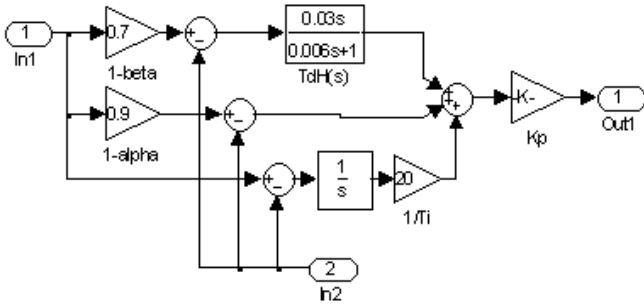 1
In1
0.7
1-beta
+
−
0.03s
0.006s+1
TdH(s)
0.9
1-alpha
+
−
+
+
+
-K-
Kp
1
Out1
+
−
1
s
20
1/Ti
2
In2